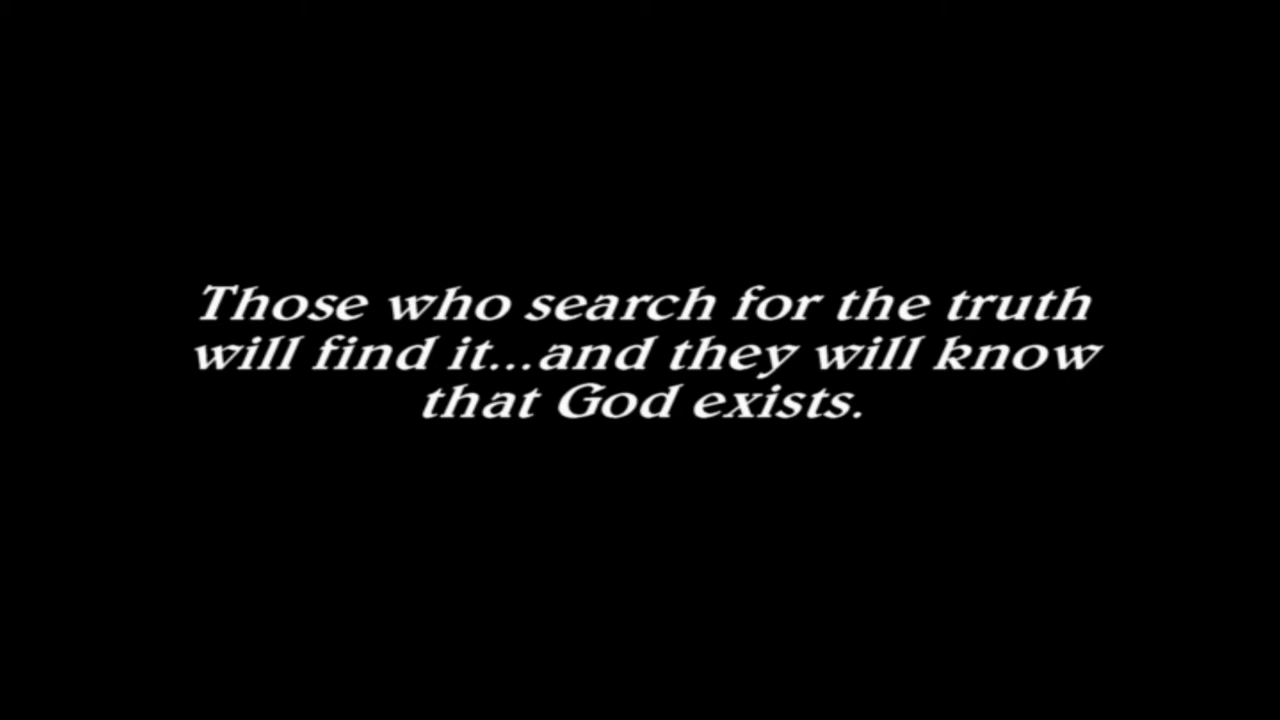 Those who search for the truth
will find it...and they will know
that God exists.